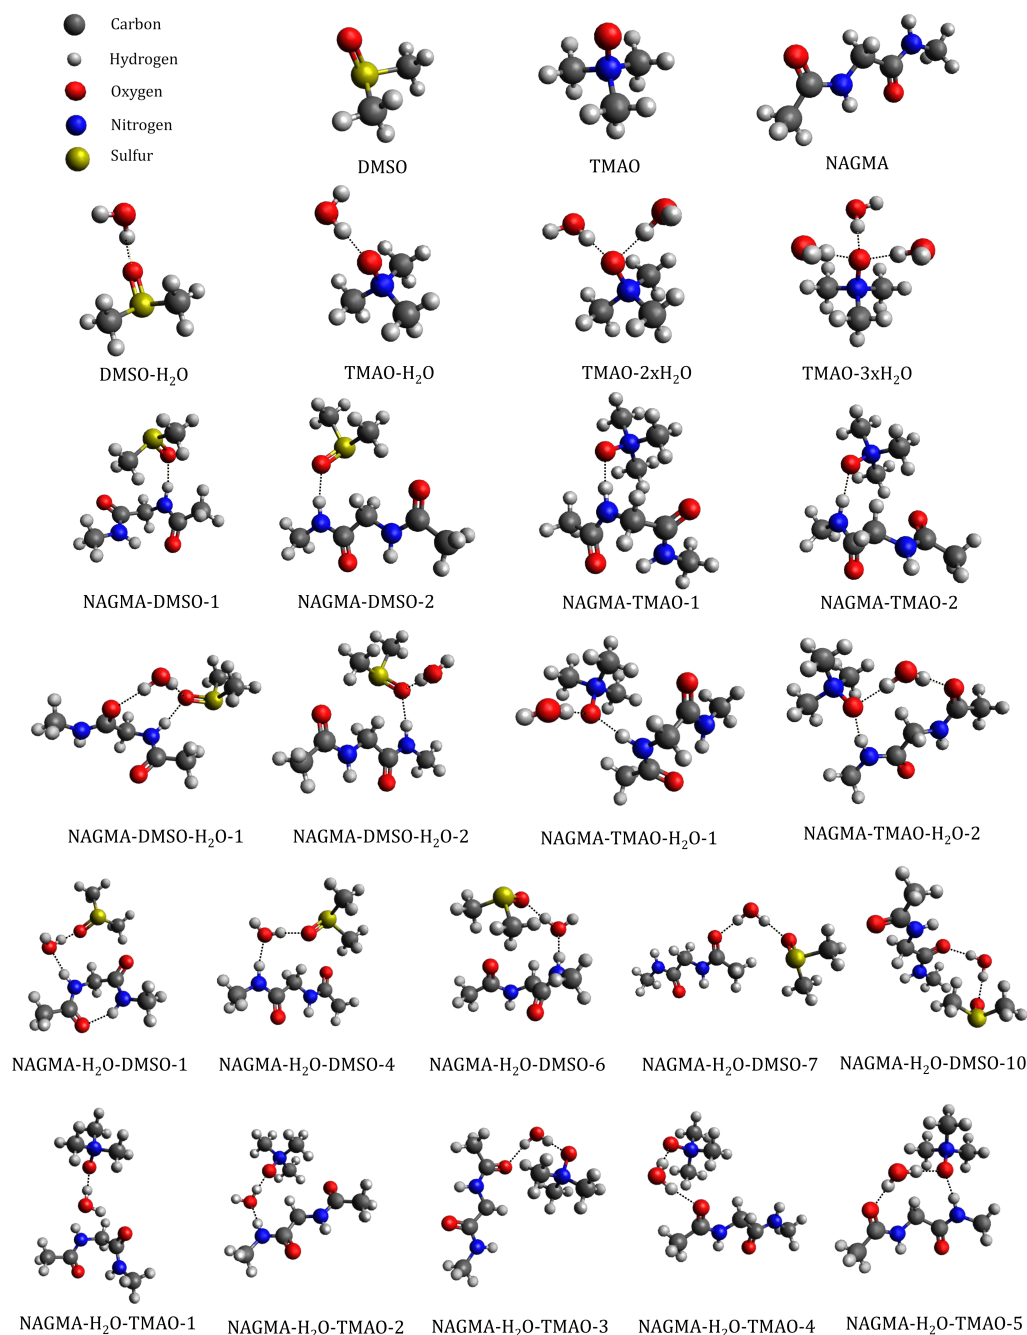 Carbon
Hydrogen
Oxygen
Nitrogen
Sulfur
DMSO
TMAO
NAGMA
DMSO-H₂O
TMAO-H₂O
TMAO-2xH₂O
TMAO-3xH₂O
NAGMA-DMSO-1
NAGMA-DMSO-2
NAGMA-TMAO-1
NAGMA-TMAO-2
NAGMA-DMSO-H₂O-1
NAGMA-DMSO-H₂O-2
NAGMA-TMAO-H₂O-1
NAGMA-TMAO-H₂O-2
NAGMA-H₂O-DMSO-1
NAGMA-H₂O-DMSO-4
NAGMA-H₂O-DMSO-6
NAGMA-H₂O-DMSO-7
NAGMA-H₂O-DMSO-10
NAGMA-H₂O-TMAO-1
NAGMA-H₂O-TMAO-2
NAGMA-H₂O-TMAO-3
NAGMA-H₂O-TMAO-4
NAGMA-H₂O-TMAO-5